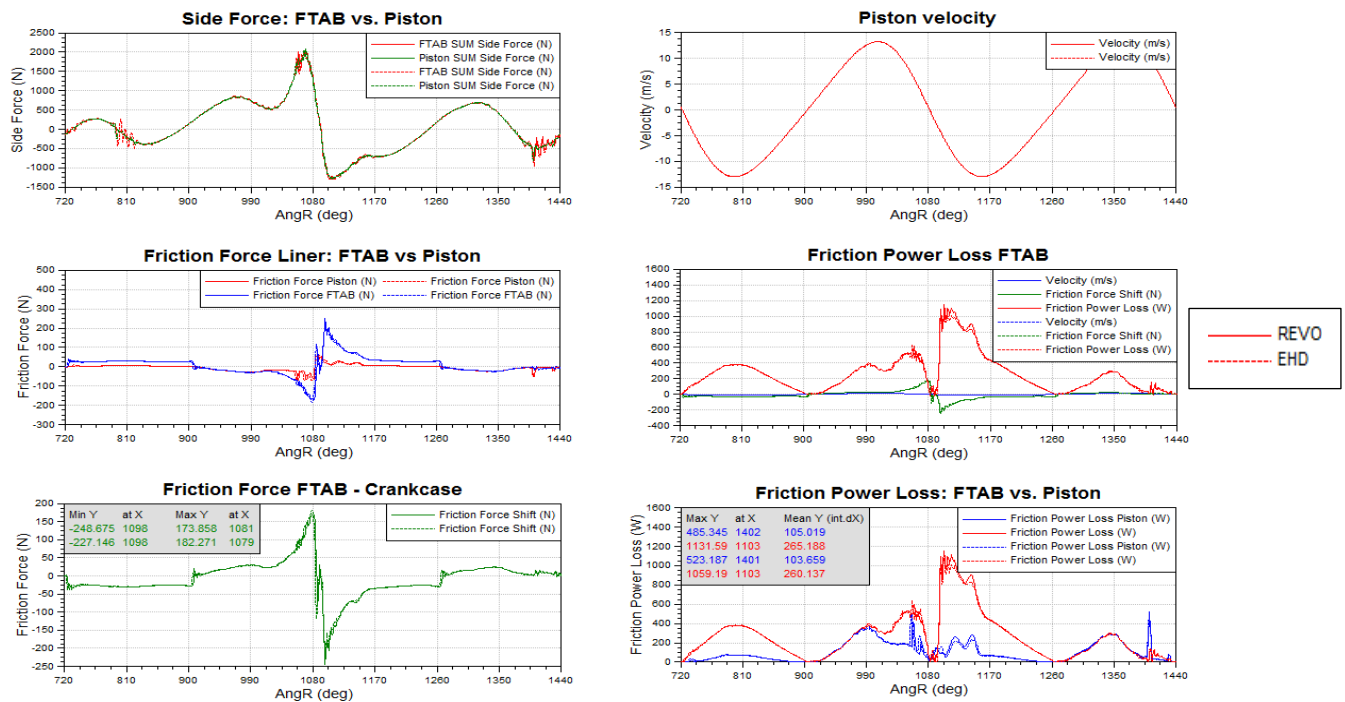 Side Force: FTAB vs. Piston
Side Force (N)
2500
2000
1500
1000
500
0
-500
-1000
-1500
FTAB SUM Side Force (N)
Piston SUM Side Force (N)
FTAB SUM Side Force (N)
Piston SUM Side Force (N)
720 810 900 990 1080 1170 1260 1350 1440
AngR (deg)
Piston velocity
Velocity (m/s)
15
10
5
0
-5
-10
-15
Velocity (m/s)
Velocity (m/s)
720 810 900 990 1080 1170 1260 1350 1440
AngR (deg)
Friction Force Liner: FTAB vs Piston
Friction Force (N)
500
400
300
200
100
0
-100
-200
-300
Friction Force Piston (N) Friction Force Piston (N)
Friction Force FTAB (N) Friction Force FTAB (N)
720 810 900 990 1080 1170 1260 1350 1440
AngR (deg)
Friction Power Loss FTAB
1600
1400
1200
1000
800
600
400
200
0
-200
-400
Velocity (m/s)
Friction Force Shift (N)
Friction Power Loss (W)
Velocity (m/s)
Friction Force Shift (N)
Friction Power Loss (W)
720 810 900 990 1080 1170 1260 1350 1440
AngR (deg)
REVO
EHD
Friction Force FTAB - Crankcase
Friction Force (N)
200
150
100
50
0
-50
-100
-150
-200
-250
Min Y at X Max Y at X
-248.675 1098 173.858 1081
-227.146 1098 182.271 1079
Friction Force Shift (N)
Friction Force Shift (N)
720 810 900 990 1080 1170 1260 1350 1440
AngR (deg)
Friction Power Loss: FTAB vs. Piston
Friction Power Loss (W)
1600
1400
1200
1000
800
600
400
200
0
Max Y at X Mean Y (int.dX)
485.345 1402 105.019
1131.59 1103 265.188
523.187 1401 103.659
1059.19 1103 260.137
Friction Power Loss Piston (W)
Friction Power Loss (W)
Friction Power Loss Piston (W)
Friction Power Loss (W)
720 810 900 990 1080 1170 1260 1350 1440
AngR (deg)